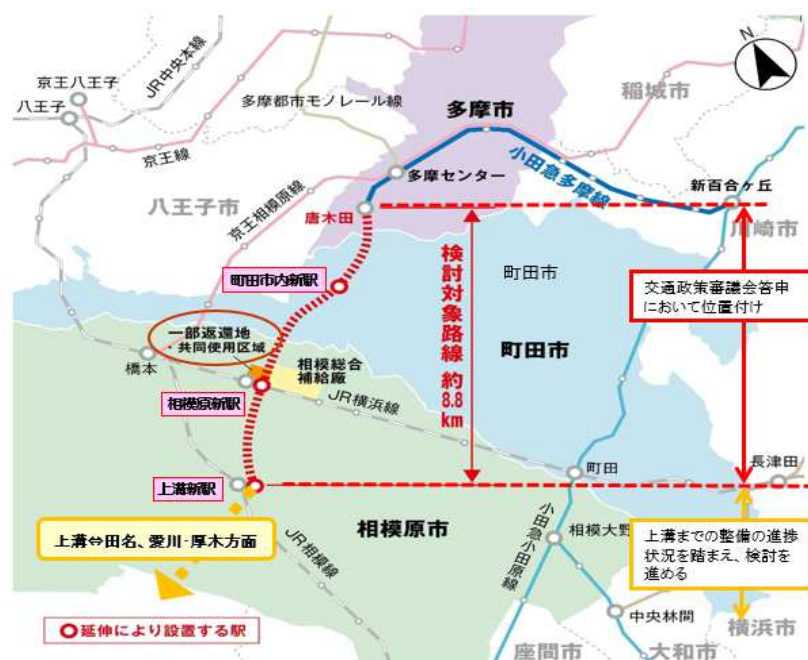 京王八王子
八王子
JR中央本線
多摩都市モノレール線
多摩市
稲城市
N
京王線
小田急多摩線
多摩センター
新百合ヶ丘
八王子市
京王相模原線
唐木田
川崎市
町田市内新駅
検討対象路線 約8.8km
町田市
交通政策審議会答申
において位置付け
一部返還地
・共同使用区域
町田市
相模総合
補給廠
橋本
相模原新駅
JR横浜線
町田
長津田
上溝新駅
相模原市
小田急小田原線
相模大野
上溝⇔田名、愛川・厚木方面
JR相模線
上溝までの整備の進捗
状況を踏まえ、検討を
進める
中央林間
横浜市
延伸により設置する駅
座間市
大和市